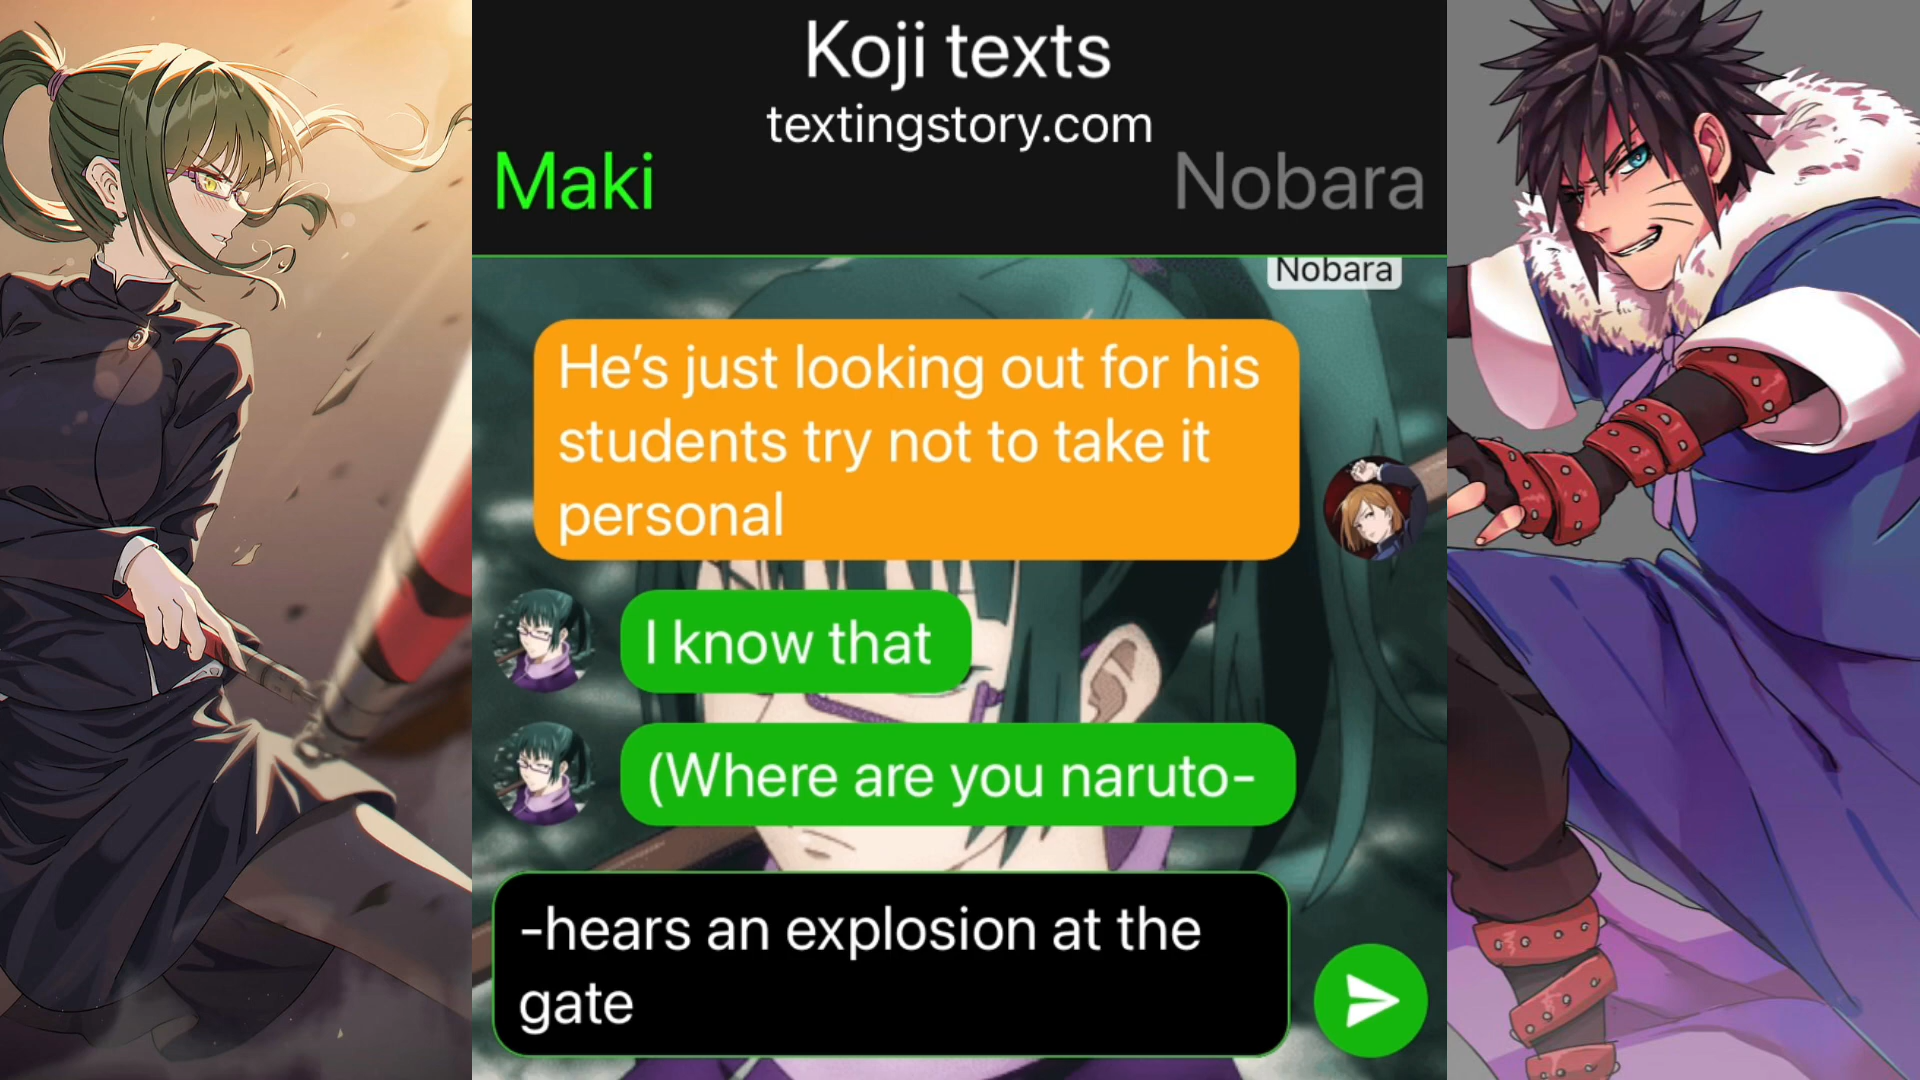 Koji texts
textingstory.com
Maki
Nobara
Nobara
He’s just looking out for his
students try not to take it
personal
I know that
(Where are you naruto-
-hears an explosion at the
gate